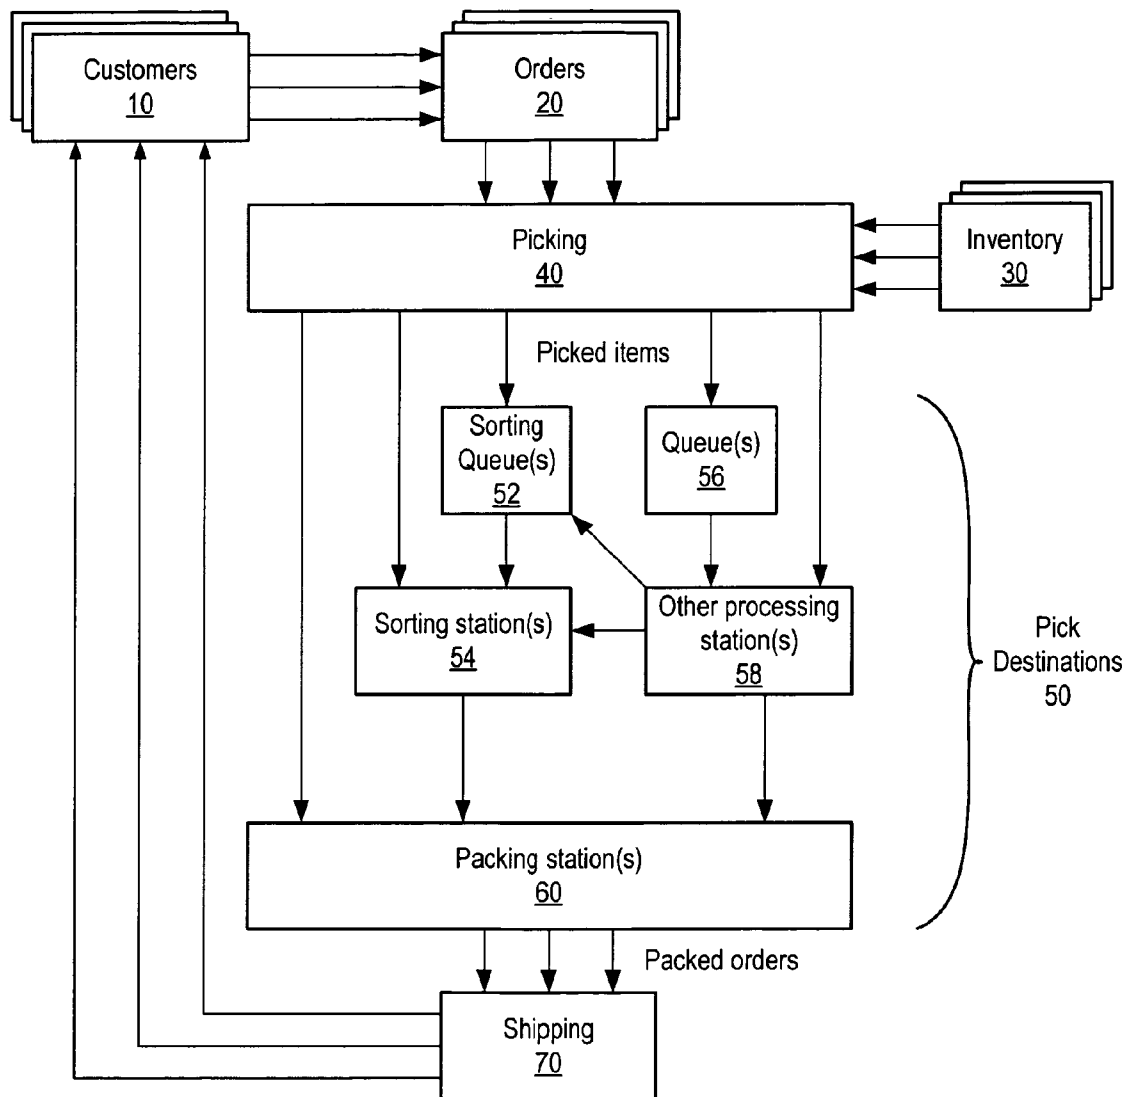 Customers
10
Orders
20
Picking
40
Inventory
30
Picked items
Sorting
Queue(s)
52
Queue(s)
56
Sorting station(s)
54
Other processing
station(s)
58
Pick
Destinations
50
Packing station(s)
60
Packed orders
Shipping
70